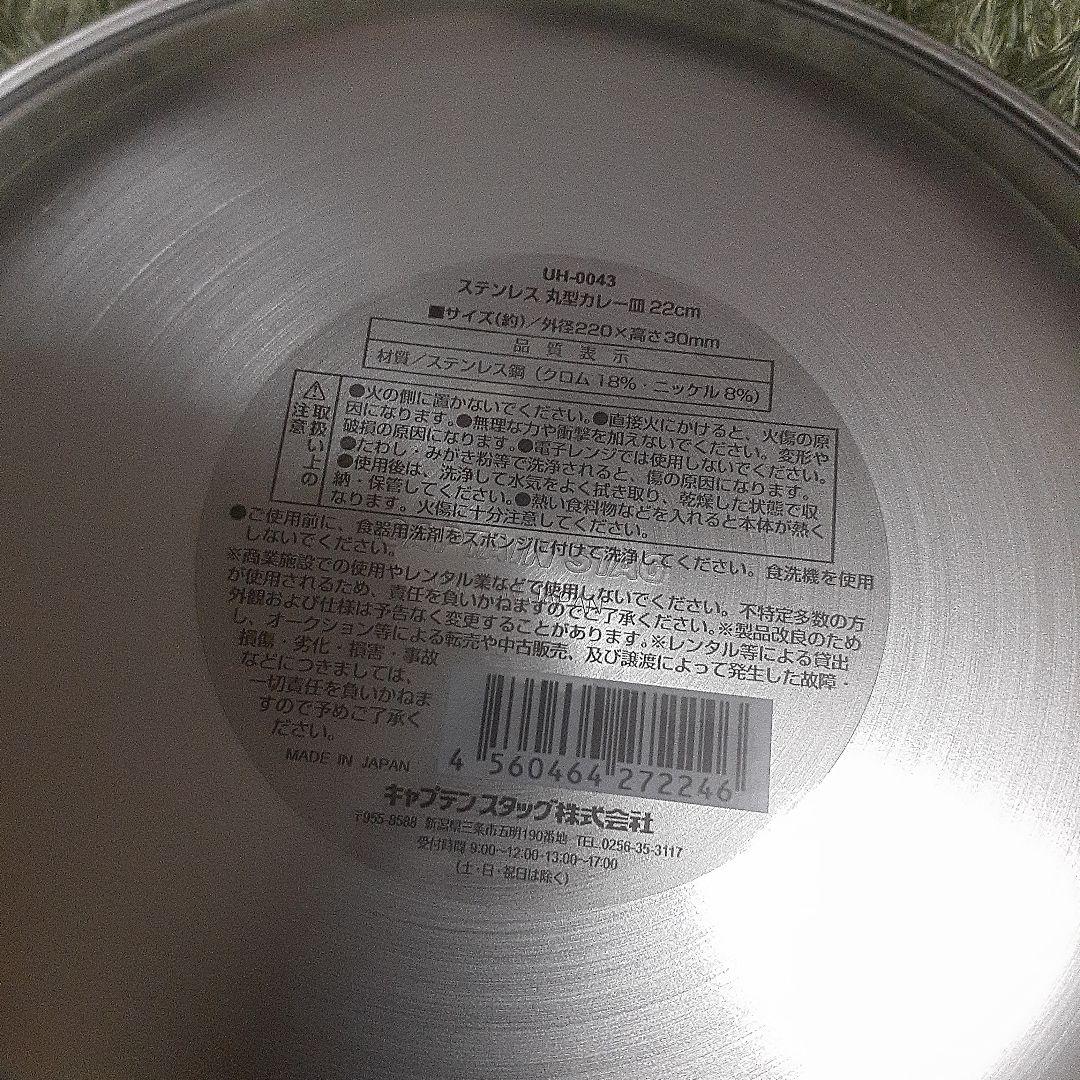 UH-0043
ステンレス 丸型カレー皿 22cm
■サイズ(約)／外径220×高さ30mm
品 質 表 示
材質／ステンレス鋼（クロム 18%・ニッケル 8%）
取扱い上の
注意
●火の側に置かないでください。●直接火にかけると、火傷の原
因になります。●無理な力や衝撃を加えないでください。変形や
破損の原因になります。●電子レンジでは使用しないでください。
●たわし・みがき粉等で洗浄されると、傷の原因になります。
●使用後は、洗浄して水気をよく拭き取り、乾燥した状態で収
納・保管してください。●熱い食料物などを入れると本体が熱く
なります。火傷に十分注意してください。
●ご使用前に、食器用洗剤をスポンジに付けて洗浄してください。食洗機を使用
しないでください。
※商業施設での使用やレンタル業などで使用しないでください。不特定多数の方
が使用されるため、責任を負いかねますのでご了承ください。※製品改良のため
外観および仕様は予告なく変更することがあります。※レンタル等による貸出
し、オークション等による転売や中古販売、及び譲渡によって発生した故障・
損傷・劣化・損害・事故
などにつきましては、
一切責任を負いかねま
すので予めご了承く
ださい。
MADE IN JAPAN
4 560464 272246
キャプテンスタッグ株式会社
〒955-8588 新潟県三条市五明190番地 TEL.0256-35-3117
受付時間 9:00~12:00・13:00~17:00
(土・日・祝日は除く)